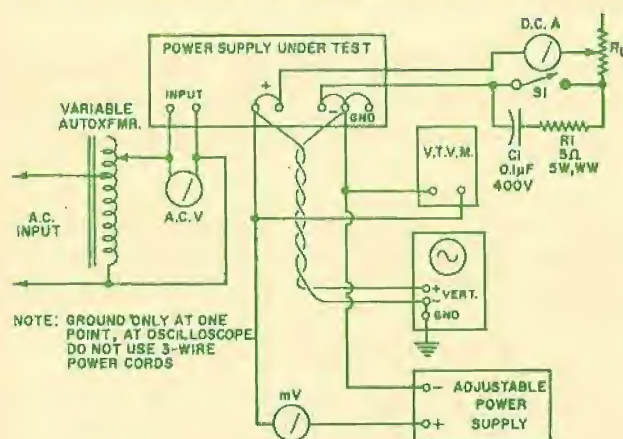 D.C. A
R
POWER SUPPLY UNDER TEST
INPUT
+
-
GND
S1
VARIABLE
AUTOXFMR.
V.T.V.M.
C1
0.1µF
400V
R1
5Ω
5W, WW
A.C. V
A.C.
INPUT
+
VERT.
-
GND
NOTE: GROUND ONLY AT ONE
POINT, AT OSCILLOSCOPE.
DO NOT USE 3-WIRE
POWER CORDS
mV
- ADJUSTABLE
POWER
+ SUPPLY